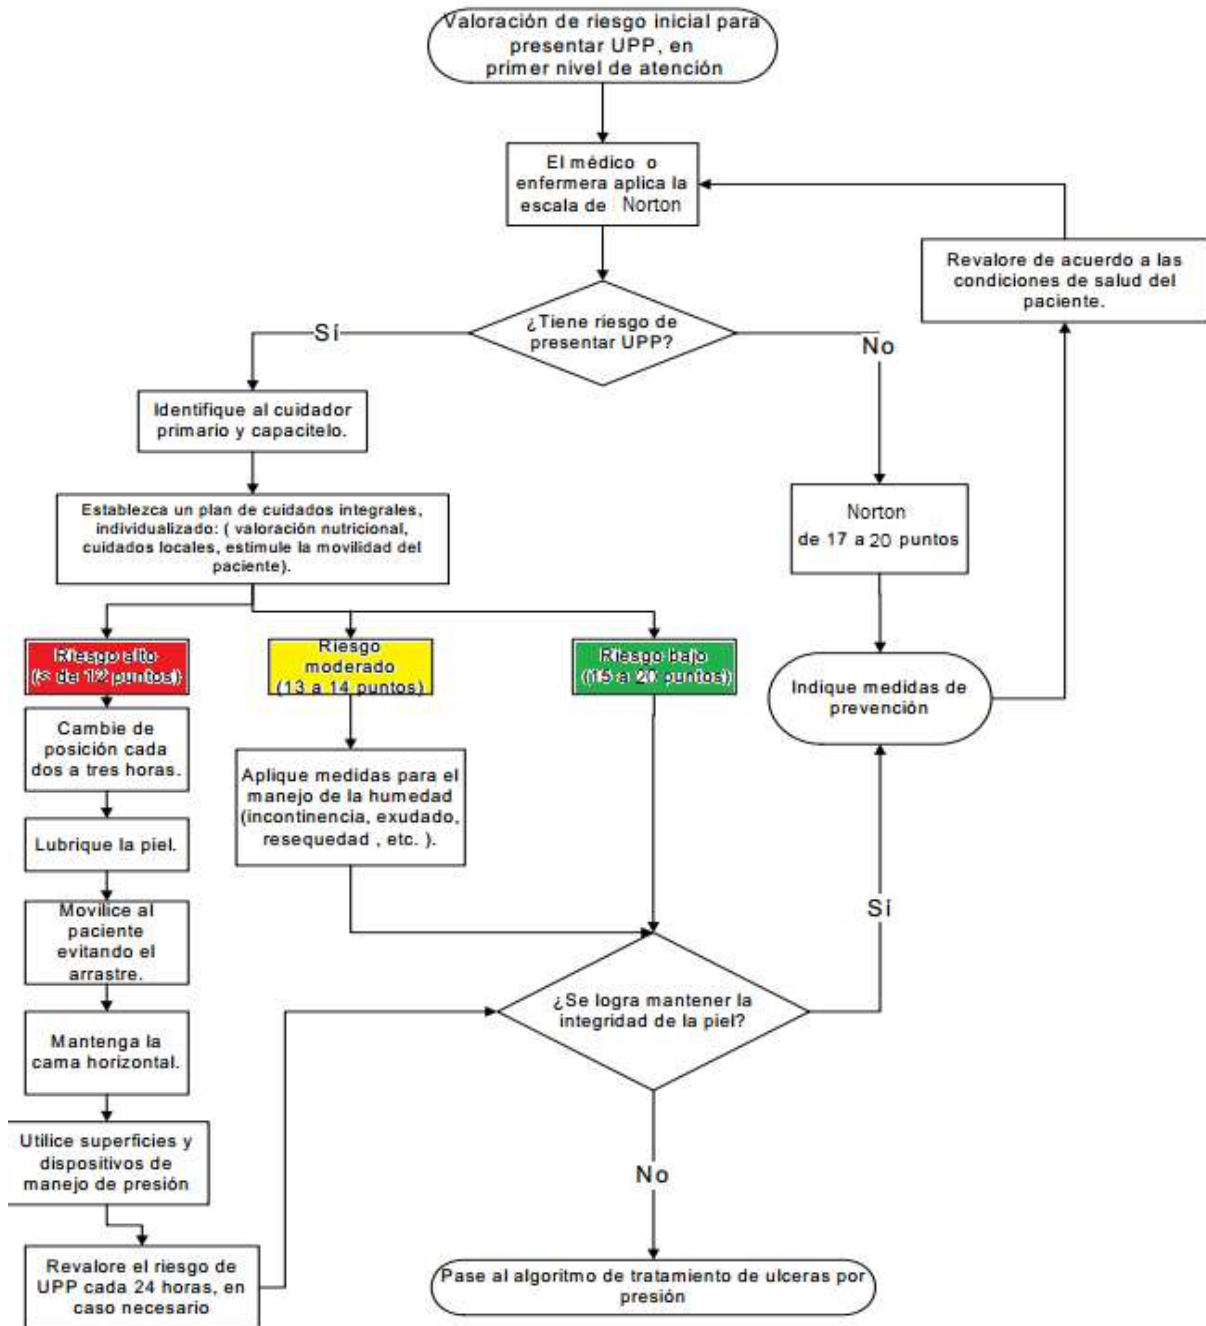 Valoración de riesgo inicial para
presentar UPP, en
primer nivel de atención
El médico o
enfermera aplica la
escala de Norton
Revalore de acuerdo a las
condiciones de salud del
paciente.
¿Tiene riesgo de
presentar UPP?
Sí
No
Identifique al cuidador
primario y capacítelo.
Establezca un plan de cuidados integrales,
individualizado: ( valoración nutricional,
cuidados locales, estimule la movilidad del
paciente).
Norton
de 17 a 20 puntos
Riesgo alto
(< de 12 puntos)
Riesgo
moderado
(13 a 14 puntos)
Riesgo bajo
(15 a 20 puntos)
Indique medidas de
prevención
Cambie de
posición cada
dos a tres horas.
Aplique medidas para el
manejo de la humedad
(incontinencia, exudado,
resequedad , etc. ).
Lubrique la piel.
Movilice al
paciente
evitando el
arrastre.
Sí
¿Se logra mantener la
integridad de la piel?
Mantenga la
cama horizontal.
Utilice superficies y
dispositivos de
manejo de presión
No
Revalore el riesgo de
UPP cada 24 horas, en
caso necesario
Pase al algoritmo de tratamiento de ulceras por
presión